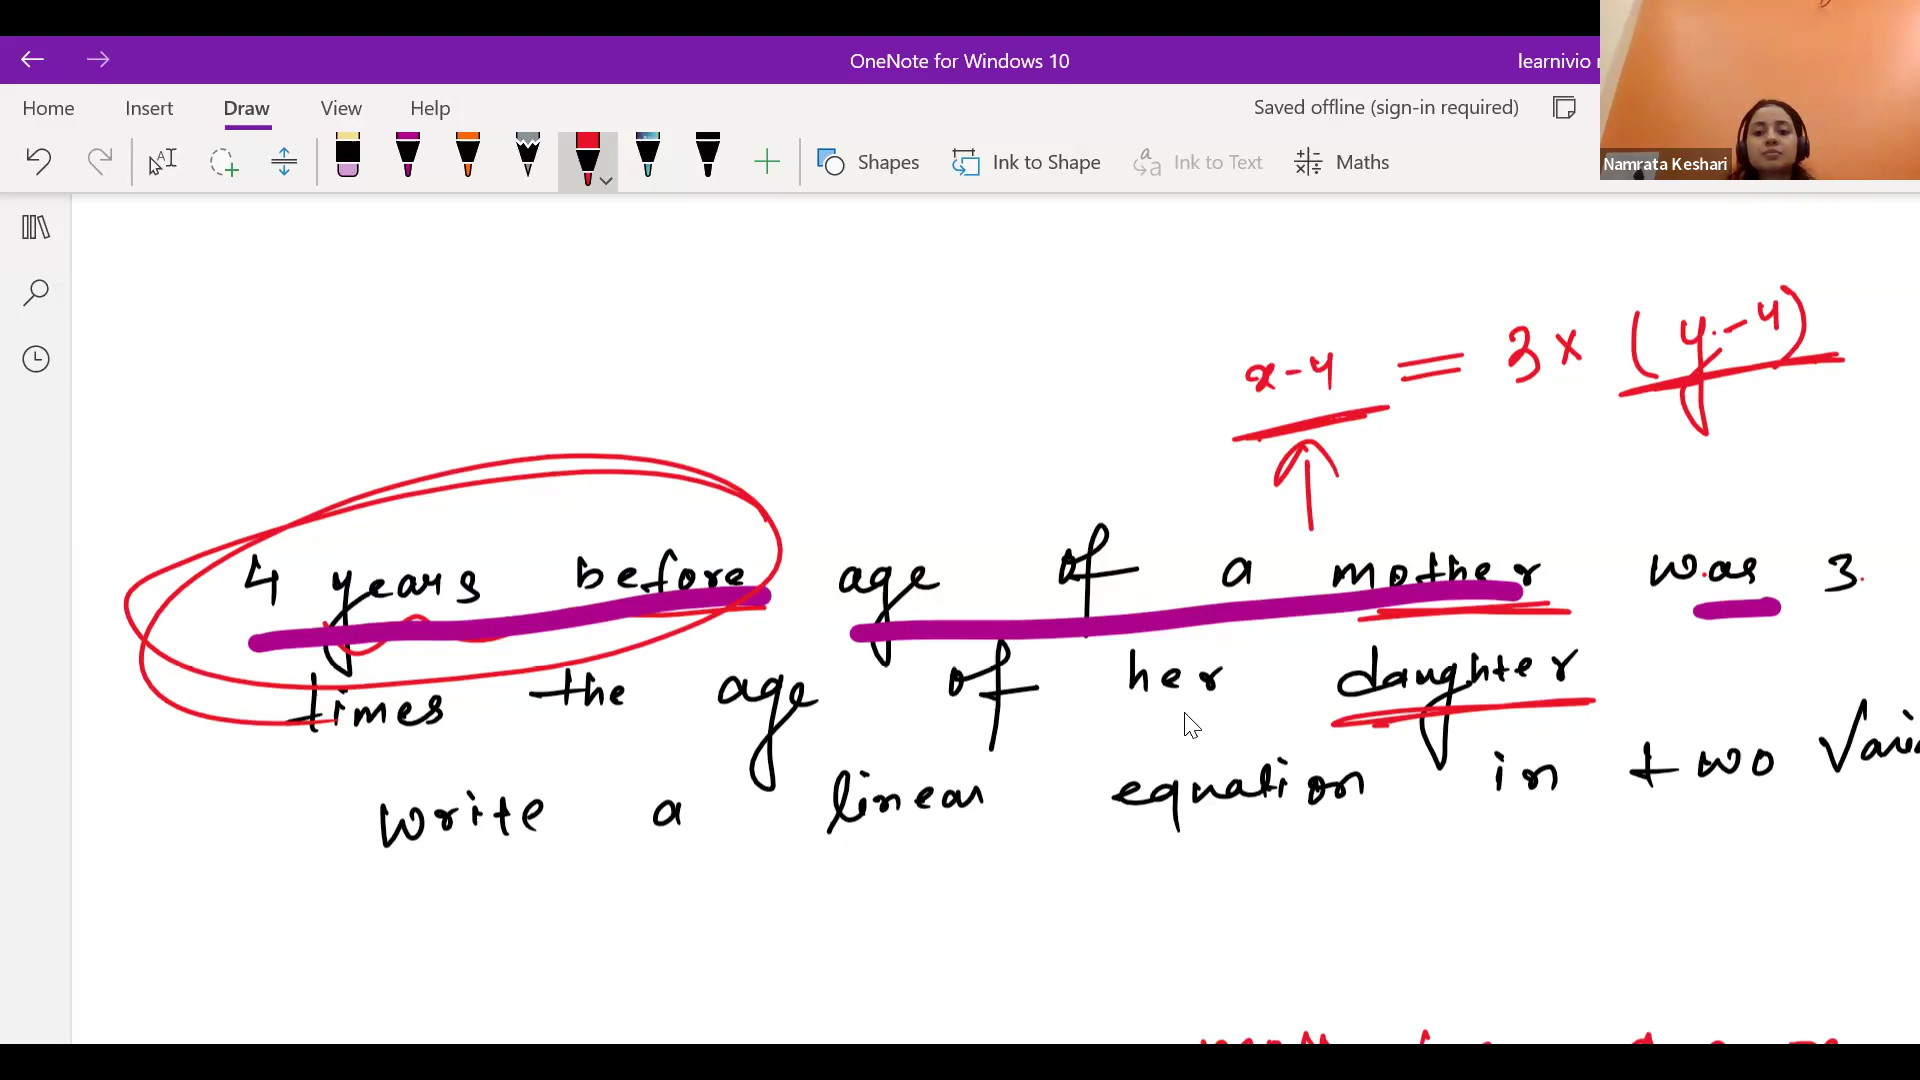 OneNote for Windows 10
learnivio
Home Insert Draw View Help
Saved offline (sign-in required)
Shapes Ink to Shape Ink to Text Maths
Namrata Keshari
x-4 = 3 × (y-4)
4 years before age of a mother was 3
times the age of her daughter
write a linear equation in two